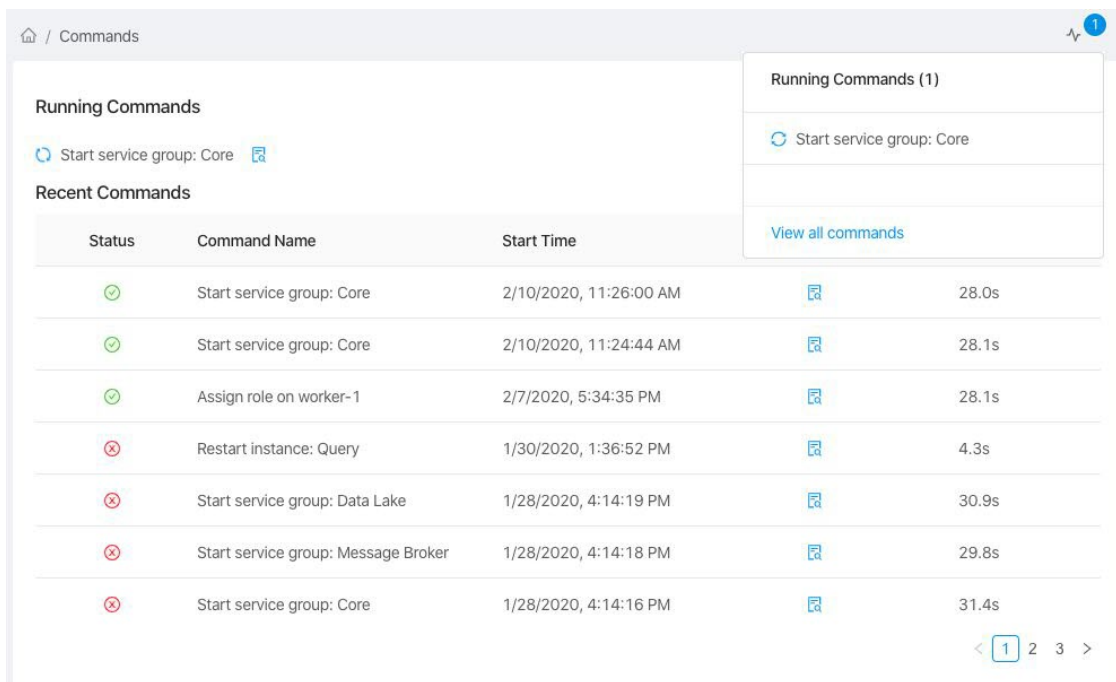 / Commands
1
Running Commands
Start service group: Core
Running Commands (1)
Start service group: Core
View all commands
Recent Commands
Status Command Name Start Time
Start service group: Core 2/10/2020, 11:26:00 AM 28.0s
Start service group: Core 2/10/2020, 11:24:44 AM 28.1s
Assign role on worker-1 2/7/2020, 5:34:35 PM 28.1s
Restart instance: Query 1/30/2020, 1:36:52 PM 4.3s
Start service group: Data Lake 1/28/2020, 4:14:19 PM 30.9s
Start service group: Message Broker 1/28/2020, 4:14:18 PM 29.8s
Start service group: Core 1/28/2020, 4:14:16 PM 31.4s
< 1 2 3 >